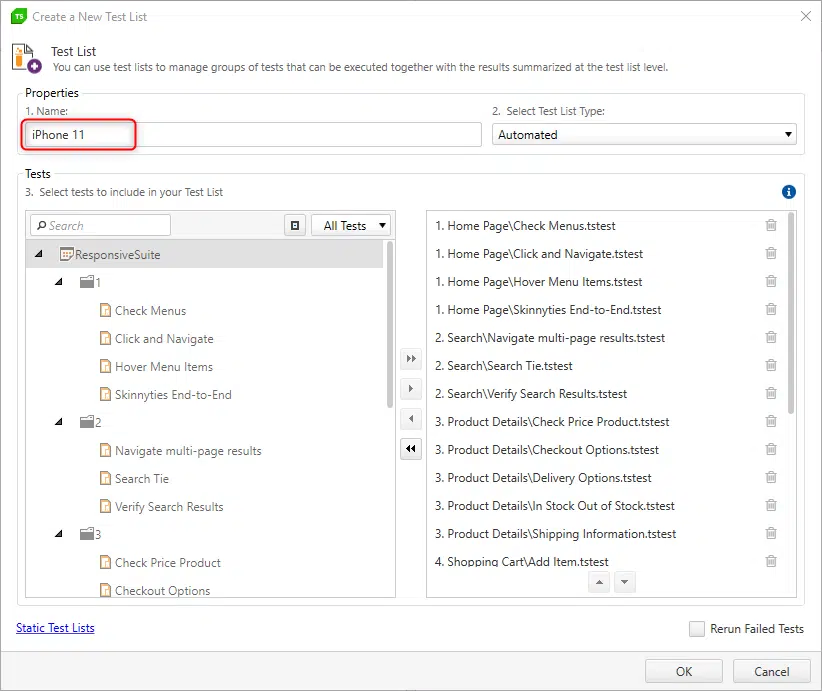 TS Create a New Test List
Test List
You can use test lists to manage groups of tests that can be executed together with the results summarized at the test list level.
Properties
1. Name:
2. Select Test List Type:
iPhone 11
Automated
Tests
3. Select tests to include in your Test List
Search
All Tests
ResponsiveSuite
1
Check Menus
Click and Navigate
Hover Menu Items
Skinnyties End-to-End
2
Navigate multi-page results
Search Tie
Verify Search Results
3
Check Price Product
Checkout Options
1. Home Page\Check Menus.tstest
1. Home Page\Click and Navigate.tstest
1. Home Page\Hover Menu Items.tstest
1. Home Page\Skinnyties End-to-End.tstest
2. Search\Navigate multi-page results.tstest
2. Search\Search Tie.tstest
2. Search\Verify Search Results.tstest
3. Product Details\Check Price Product.tstest
3. Product Details\Checkout Options.tstest
3. Product Details\Delivery Options.tstest
3. Product Details\In Stock Out of Stock.tstest
3. Product Details\Shipping Information.tstest
4. Shopping Cart\Add Item.tstest
Static Test Lists
Rerun Failed Tests
OK
Cancel